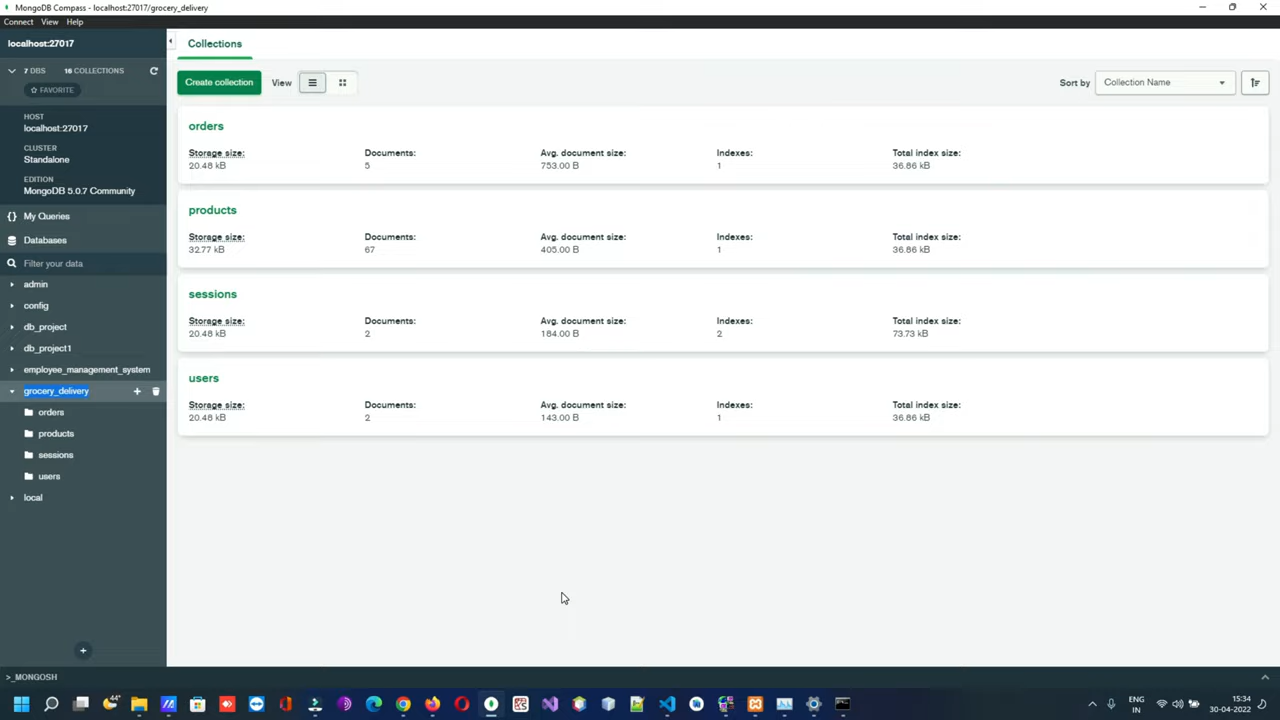 MongoDB Compass - localhost:27017/grocery_delivery
Connect View Help
localhost:27017
7 DBS 16 COLLECTIONS
FAVORITE
HOST
localhost:27017
CLUSTER
Standalone
EDITION
MongoDB 5.0.7 Community
My Queries
Databases
Filter your data
admin
config
db_project
db_project1
employee_management_system
grocery_delivery
orders
products
sessions
users
local
Collections
Create collection View Sort by Collection Name
orders
Storage size: Documents: Avg. document size: Indexes: Total index size:
20.48 kB 5 753.00 B 1 36.86 kB
products
Storage size: Documents: Avg. document size: Indexes: Total index size:
32.77 kB 67 405.00 B 1 36.86 kB
sessions
Storage size: Documents: Avg. document size: Indexes: Total index size:
20.48 kB 2 184.00 B 2 73.73 kB
users
Storage size: Documents: Avg. document size: Indexes: Total index size:
20.48 kB 2 143.00 B 1 36.86 kB
>_MONGOSH
44°
ENG
IN
15:34
30-04-2022